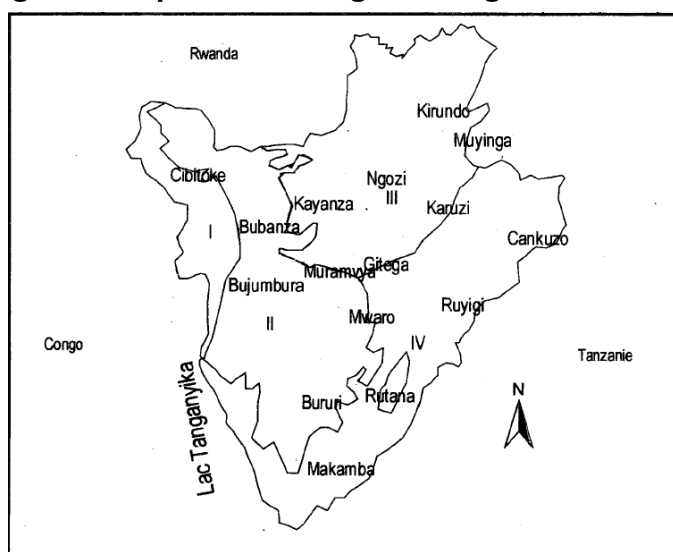 Rwanda
Kirundo
Muyinga
Cibitoke
Ngozi
III
Kayanza
Karuzi
I
Bubanza
Cankuzo
Gitega
Muramvya
Bujumbura
Ruyigi
Mwaro
II
IV
Congo
Tanzanie
Lac Tanganyika
Bururi
Rutana
N
Makamba